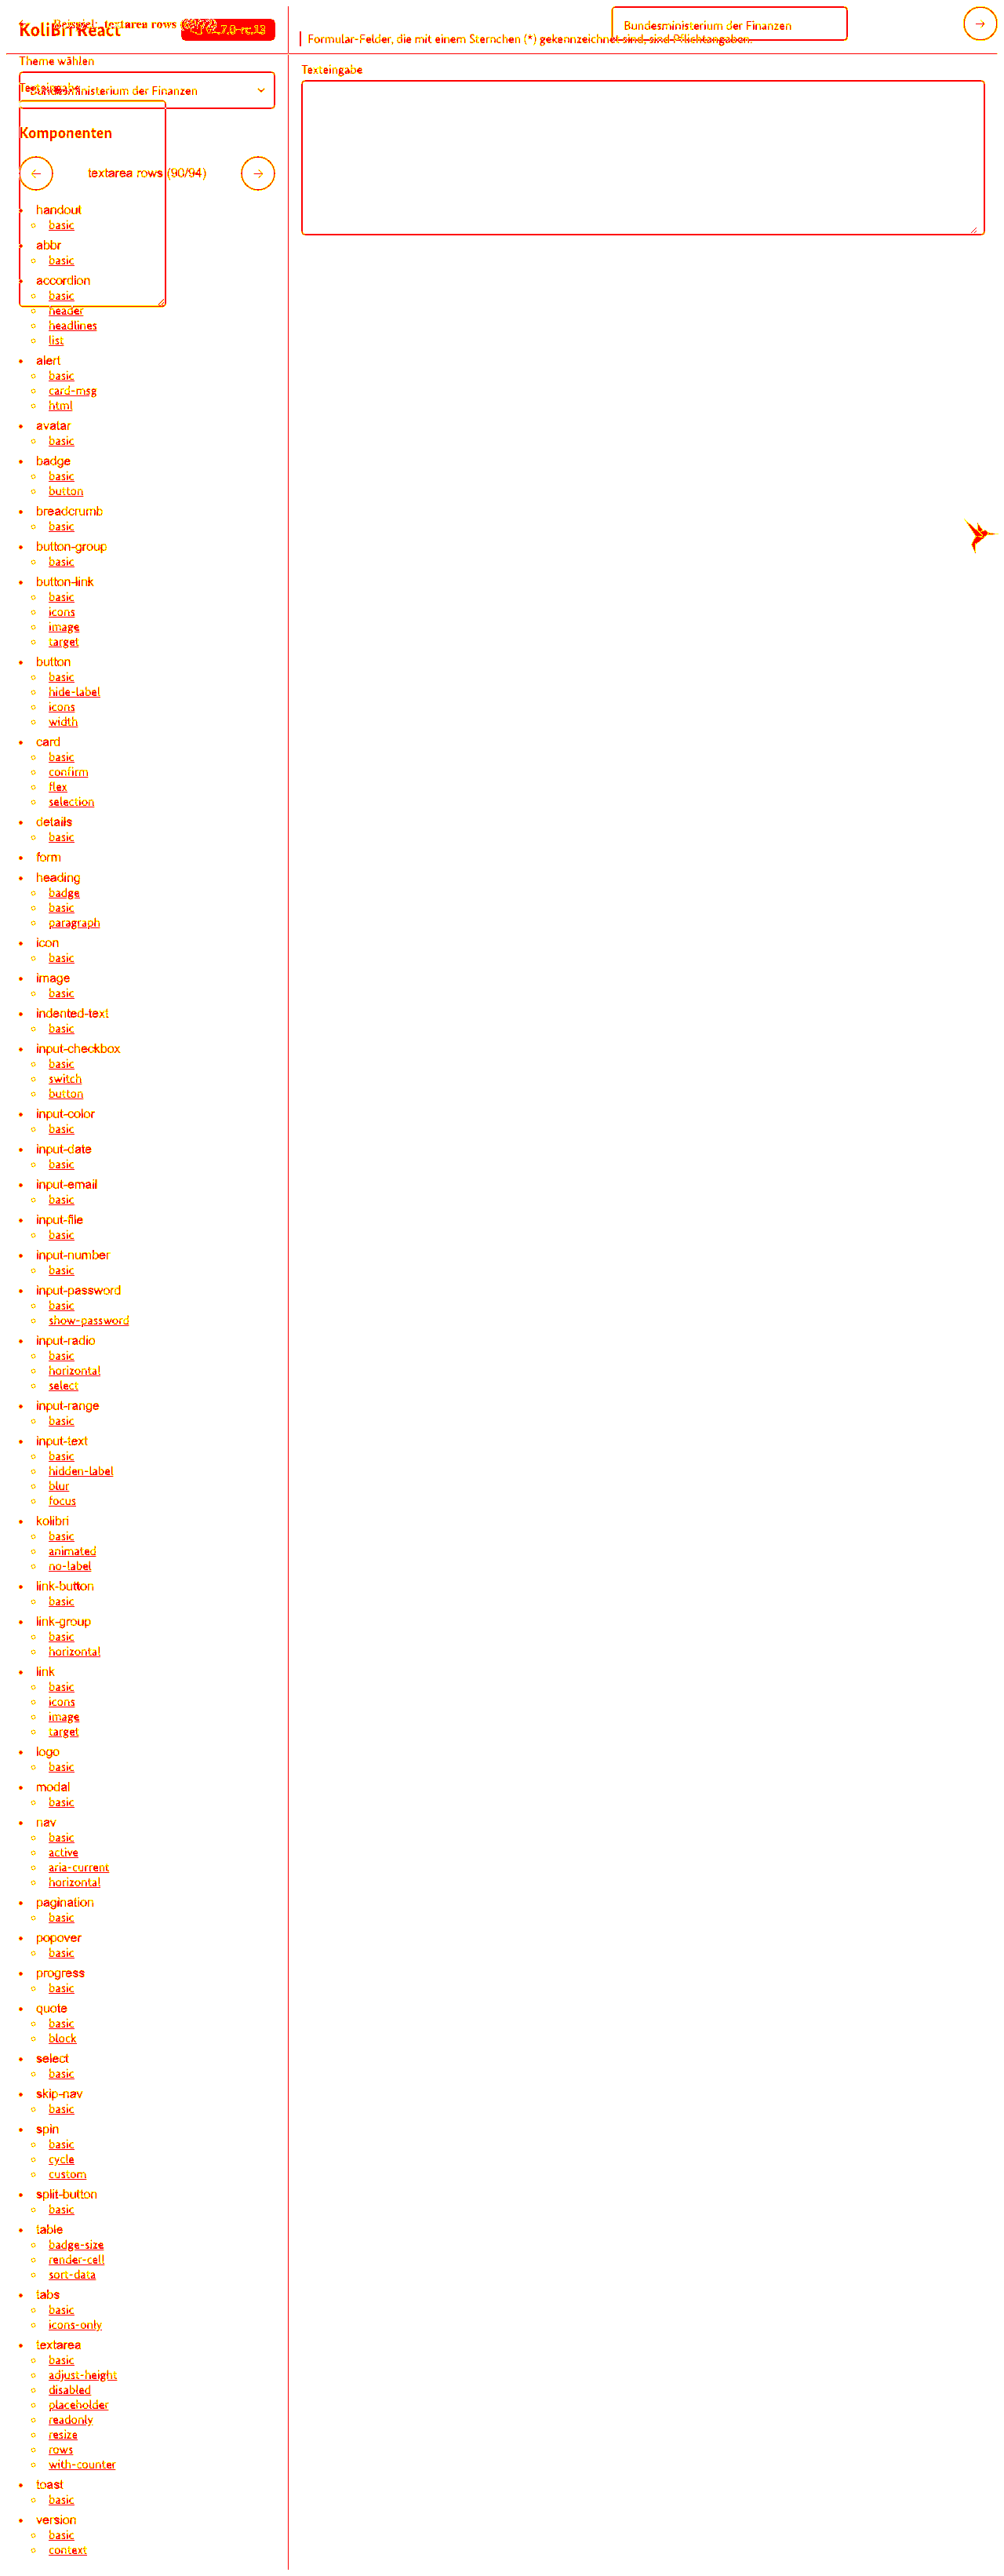 KoliBri React
textarea rows
Bundesministerium der Finanzen
Formular-Felder, die mit einem Sternchen (*) gekennzeichnet sind, sind Pflichtangaben.
Theme wählen
Texteingabe
Bundesministerium der Finanzen
Komponenten
textarea rows (90/94)
handout
basic
abbr
basic
accordion
basic
header
headlines
list
alert
basic
card-msg
html
avatar
basic
badge
basic
button
breadcrumb
basic
button-group
basic
button-link
basic
icons
image
target
button
basic
hide-label
icons
width
card
basic
confirm
flex
selection
details
basic
form
heading
badge
basic
paragraph
icon
basic
image
basic
indented-text
basic
input-checkbox
basic
switch
button
input-color
basic
input-date
basic
input-email
basic
input-file
basic
input-number
basic
input-password
basic
show-password
input-radio
basic
horizontal
select
input-range
basic
input-text
basic
hidden-label
blur
focus
kolibri
basic
animated
no-label
link-button
basic
link-group
basic
horizontal
link
basic
icons
image
target
logo
basic
modal
basic
nav
basic
active
aria-current
horizontal
pagination
basic
popover
basic
progress
basic
quote
basic
block
select
basic
skip-nav
basic
spin
basic
cycle
custom
split-button
basic
table
badge-size
render-cell
sort-data
tabs
basic
icons-only
textarea
basic
adjust-height
disabled
placeholder
readonly
resize
rows
with-counter
toast
basic
version
basic
context